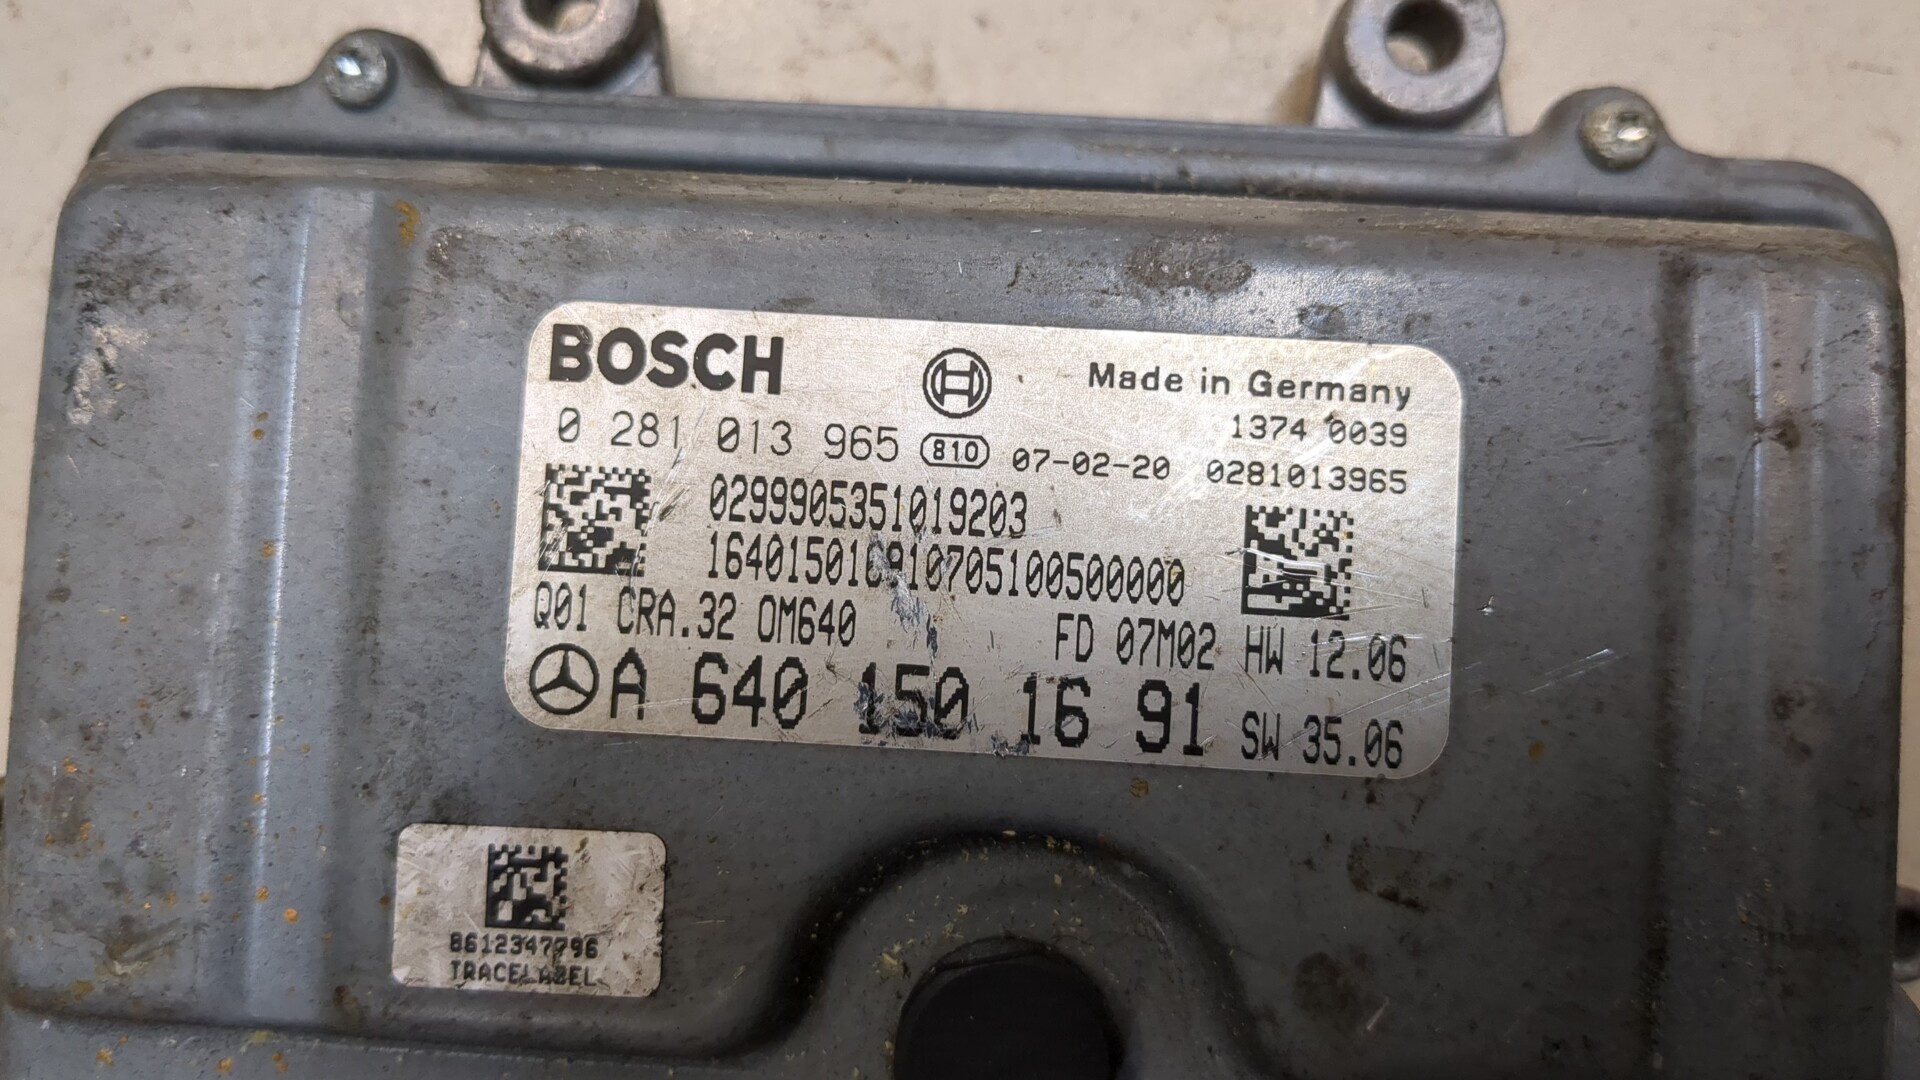 BOSCH
Made in Germany
1374 0039
0 281 013 965 810 07-02-20 0281013965
0299905351019203
164015016910705100500000
Q01 CRA.32 OM640 FD 07M02 HW 12.06
A 640 150 16 91 SW 35.06
8612347796
TRACELABEL